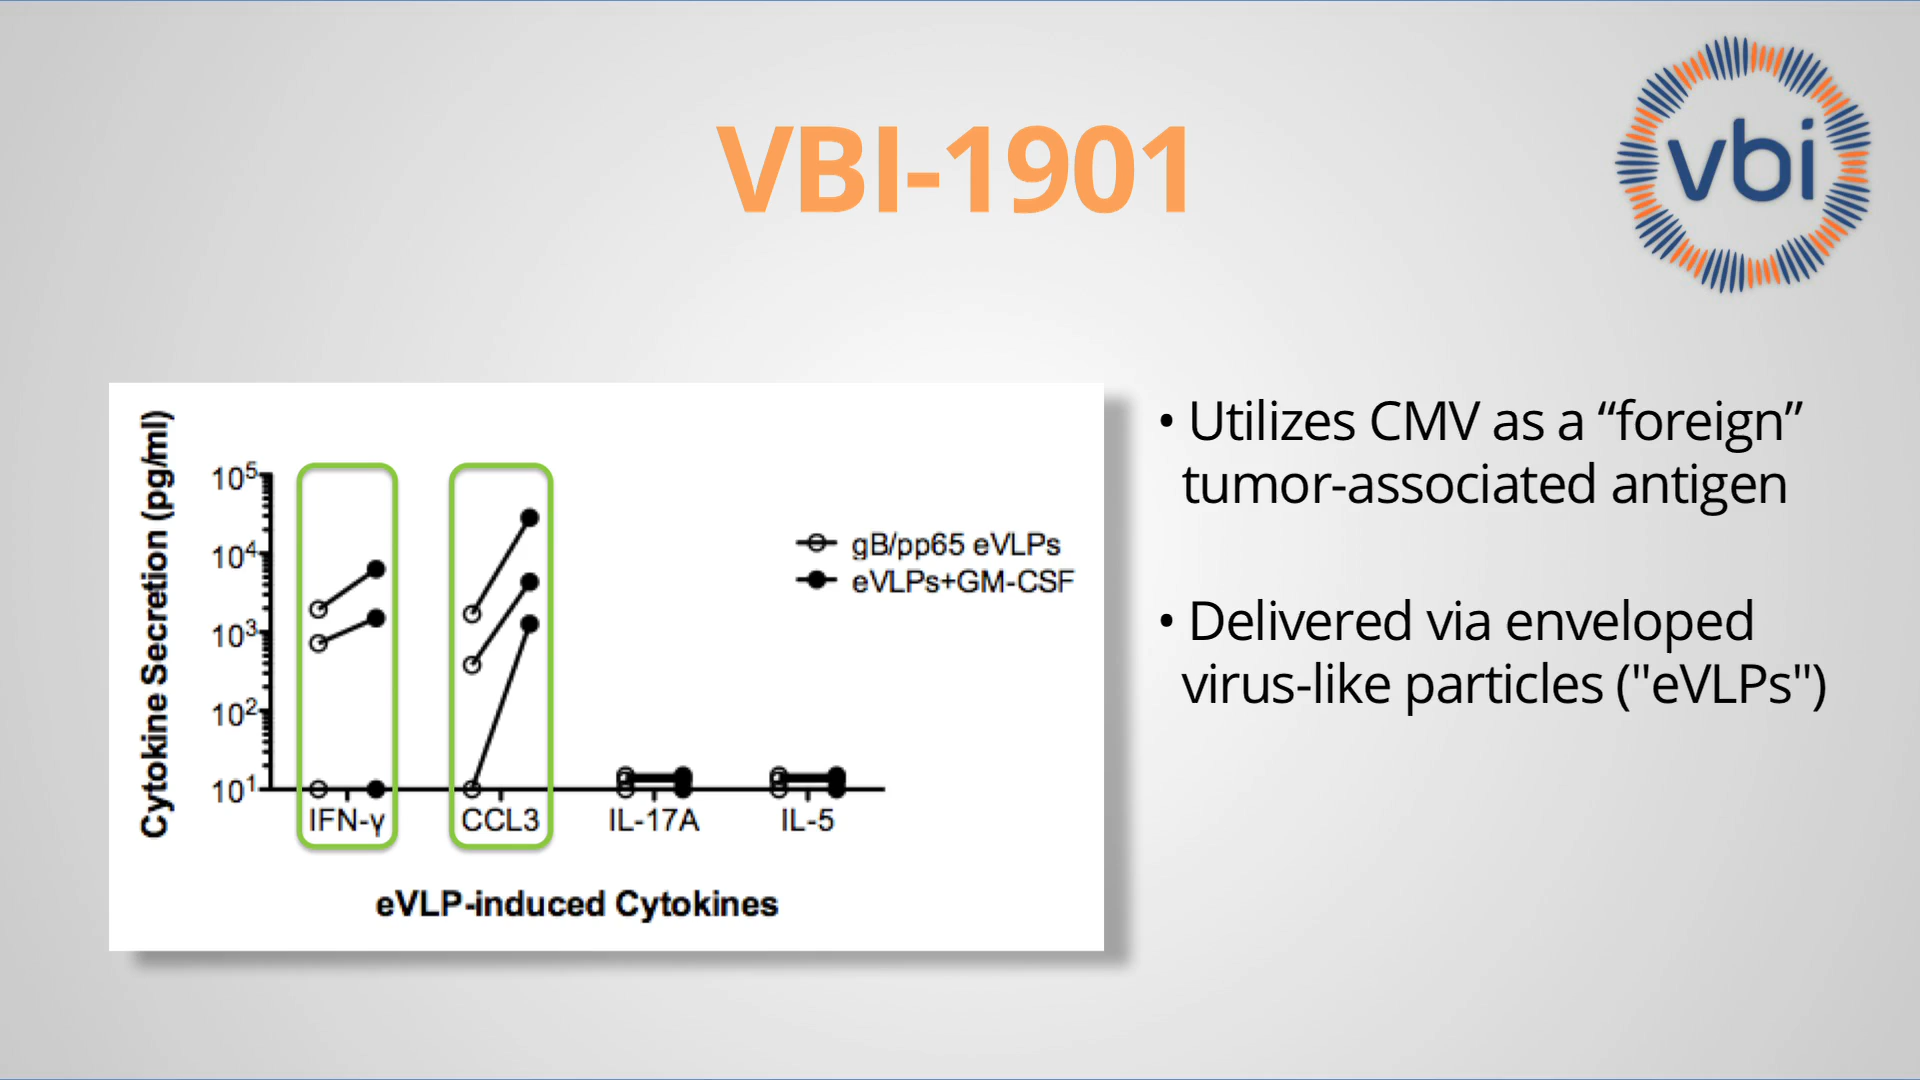 VBI-1901
vbi
Cytokine Secretion (pg/ml)
10⁵
10⁴
10³
10²
10¹
IFN-γ CCL3 IL-17A IL-5
eVLP-induced Cytokines
gB/pp65 eVLPs
eVLPs+GM-CSF
• Utilizes CMV as a “foreign”
tumor-associated antigen
• Delivered via enveloped
virus-like particles ("eVLPs")